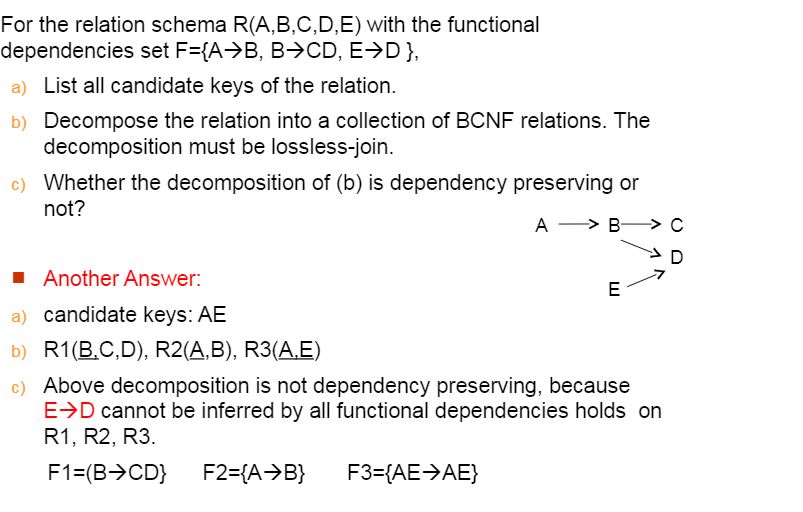 For the relation schema R(A,B,C,D,E) with the functional
dependencies set F={A→B, B→CD, E→D },
a) List all candidate keys of the relation.
b) Decompose the relation into a collection of BCNF relations. The
decomposition must be lossless-join.
c) Whether the decomposition of (b) is dependency preserving or
not?
A → B → C
D
E
Another Answer:
a) candidate keys: AE
b) R1(B,C,D), R2(A,B), R3(A,E)
c) Above decomposition is not dependency preserving, because
E→D cannot be inferred by all functional dependencies holds on
R1, R2, R3.
F1=(B→CD} F2={A→B} F3={AE→AE}